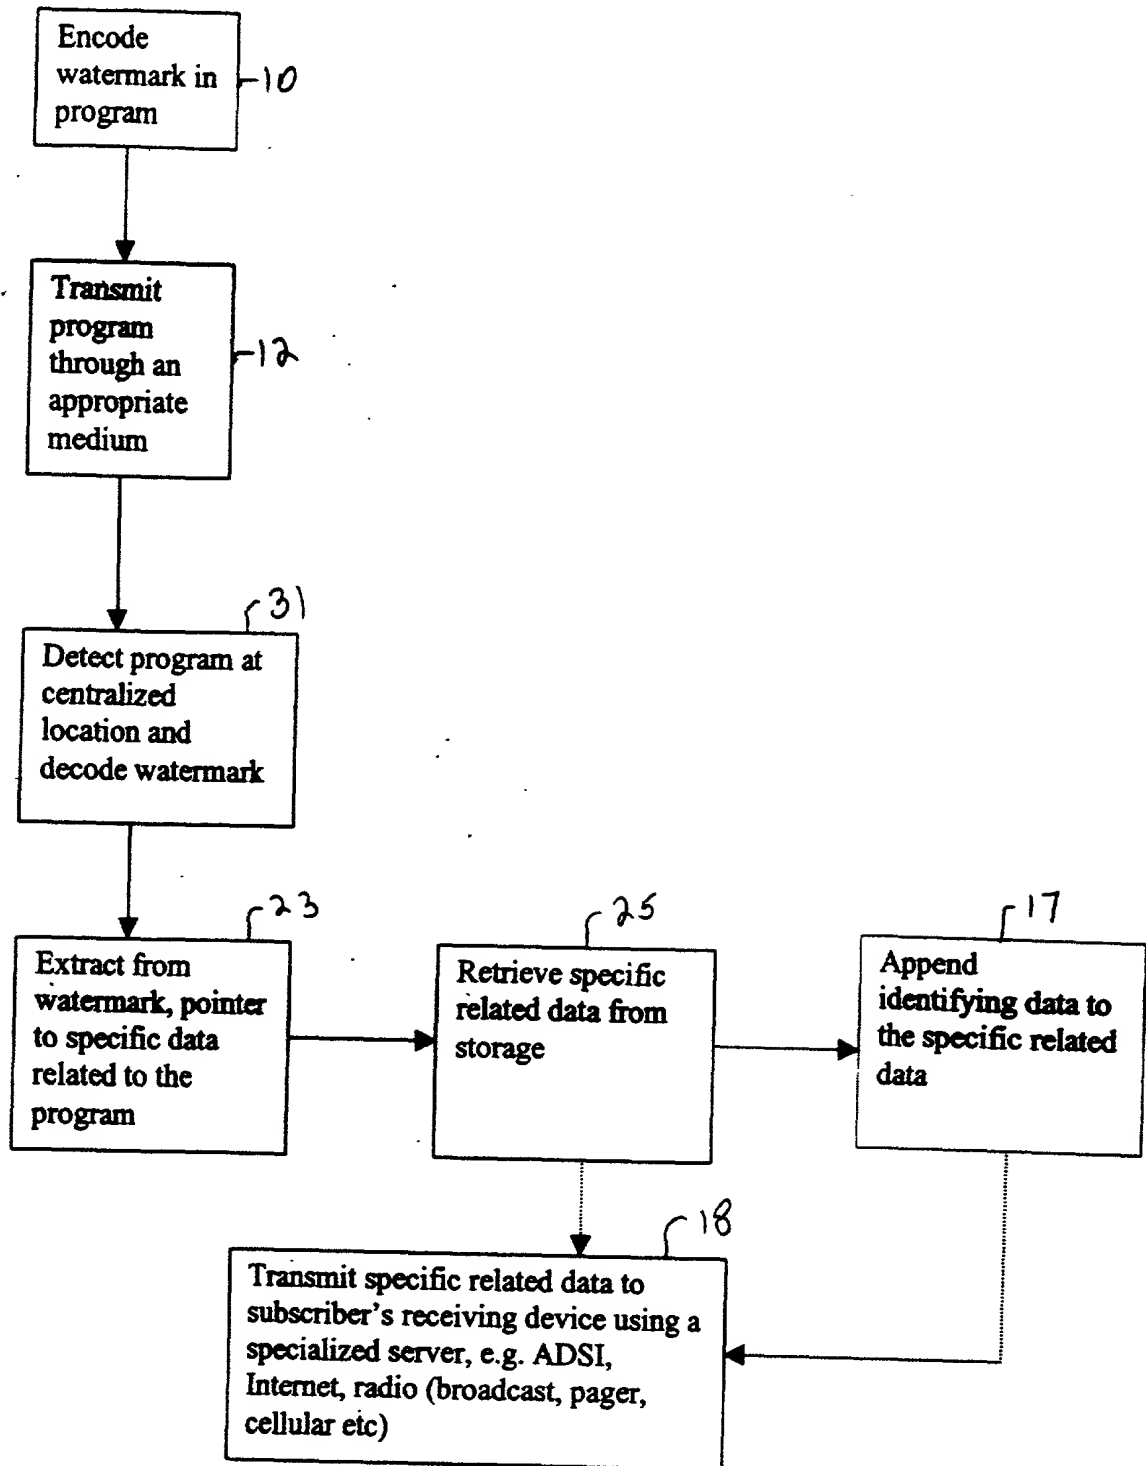 Encode
watermark in
program
10
Transmit
program
through an
appropriate
medium
12
31
Detect program at
centralized
location and
decode watermark
23
Extract from
watermark, pointer
to specific data
related to the
program
25
Retrieve specific
related data from
storage
17
Append
identifying data to
the specific related
data
18
Transmit specific related data to
subscriber's receiving device using a
specialized server, e.g. ADSI,
Internet, radio (broadcast, pager,
cellular etc)